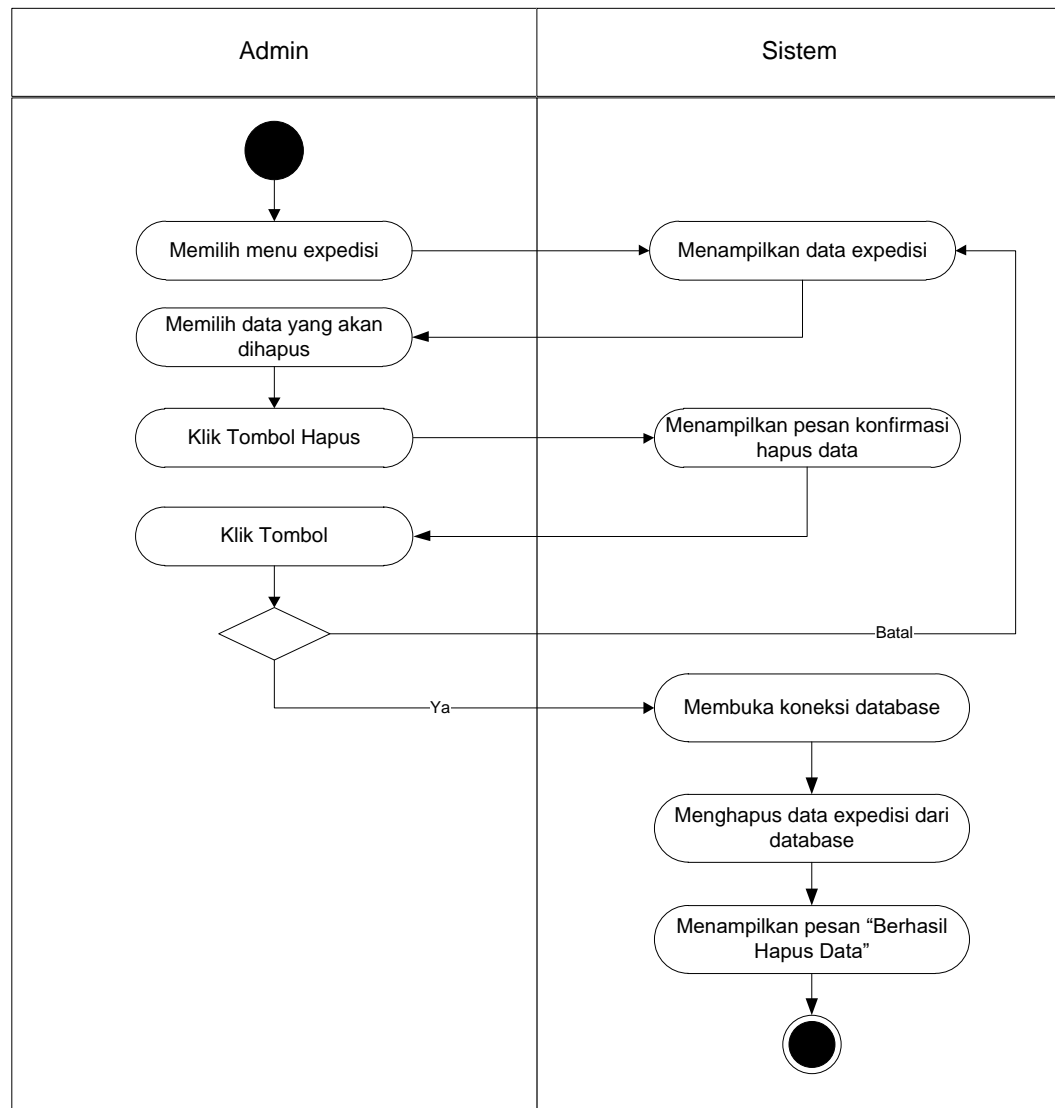 Admin
Sistem
Memilih menu expedisi
Menampilkan data expedisi
Memilih data yang akan
dihapus
Klik Tombol Hapus
Menampilkan pesan konfirmasi
hapus data
Klik Tombol
Batal
Ya
Membuka koneksi database
Menghapus data expedisi dari
database
Menampilkan pesan “Berhasil
Hapus Data”